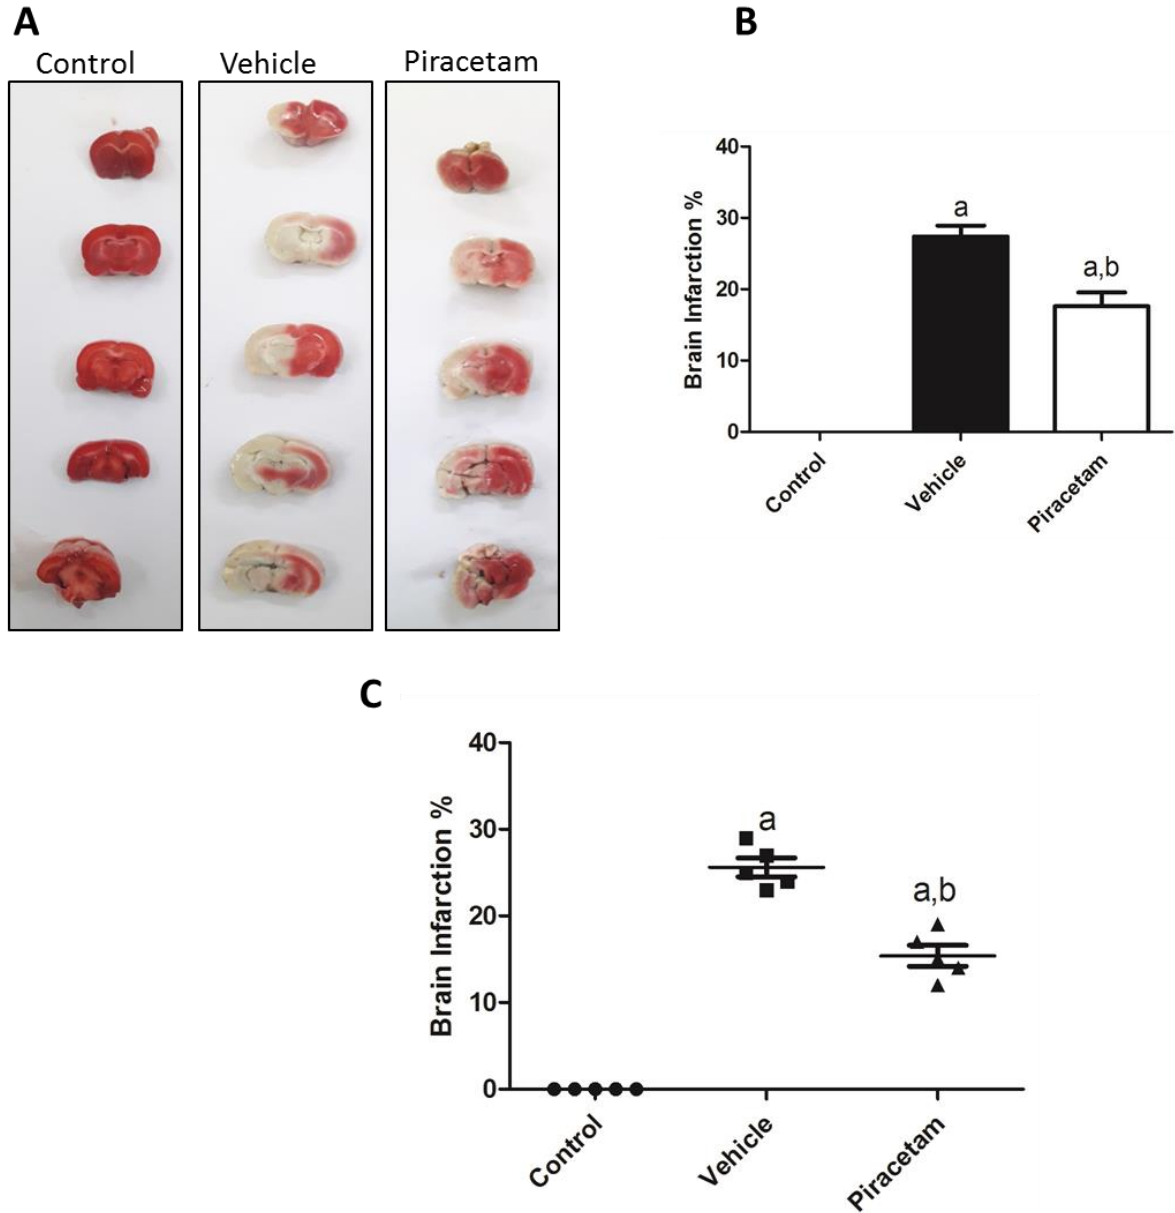 A
Control
Vehicle
Piracetam
B
Brain Infarction %
40
30
20
10
0
a
a,b
Control
Vehicle
Piracetam
C
Brain Infarction %
40
30
20
10
0
a
a,b
Control
Vehicle
Piracetam